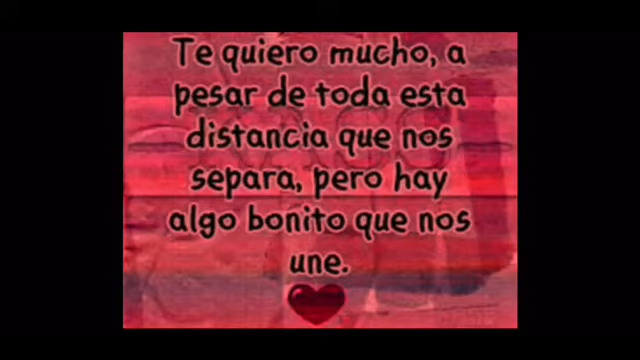 Te quiero mucho, a
pesar de toda esta
distancia que nos
separa, pero hay
algo bonito que nos
une.